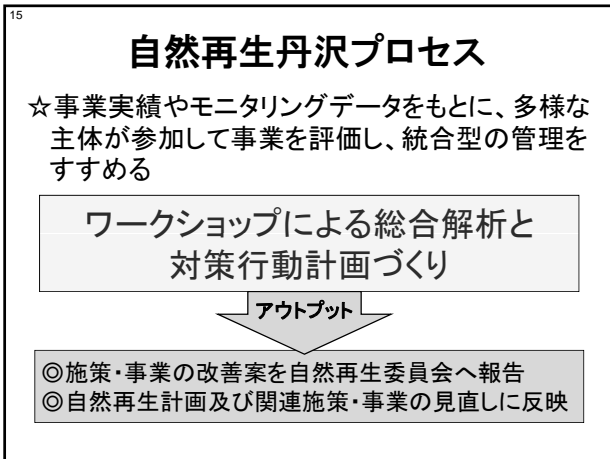 15
自然再生丹沢プロセス
☆事業実績やモニタリングデータをもとに、多様な
主体が参加して事業を評価し、統合型の管理を
すすめる
ワークショップによる総合解析と
対策行動計画づくり
アウトプット
◎施策・事業の改善案を自然再生委員会へ報告
◎自然再生計画及び関連施策・事業の見直しに反映